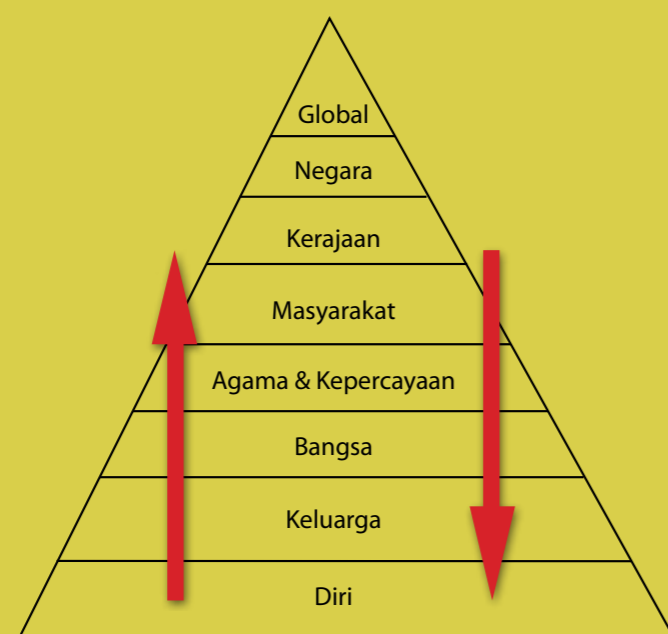 Global
Negara
Kerajaan
Masyarakat
Agama & Kepercayaan
Bangsa
Keluarga
Diri